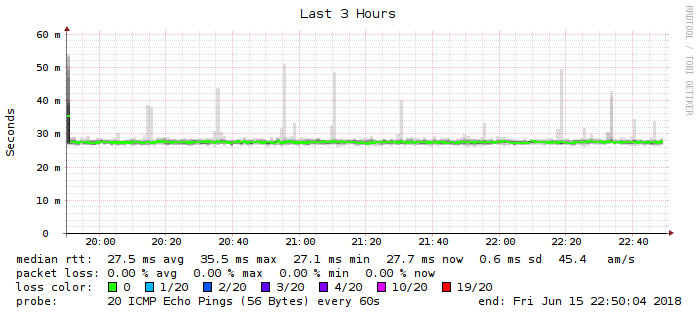 Last 3 Hours
RRDTOOL / TOBI OETIKER
Seconds
60 m
50 m
40 m
30 m
20 m
10 m
0
20:00 20:20 20:40 21:00 21:20 21:40 22:00 22:20 22:40
median rtt: 27.5 ms avg 35.5 ms max 27.1 ms min 27.7 ms now 0.6 ms sd 45.4 am/s
packet loss: 0.00 % avg 0.00 % max 0.00 % min 0.00 % now
loss color: 0 1/20 2/20 3/20 4/20 10/20 19/20
probe: 20 ICMP Echo Pings (56 Bytes) every 60s end: Fri Jun 15 22:50:04 2018